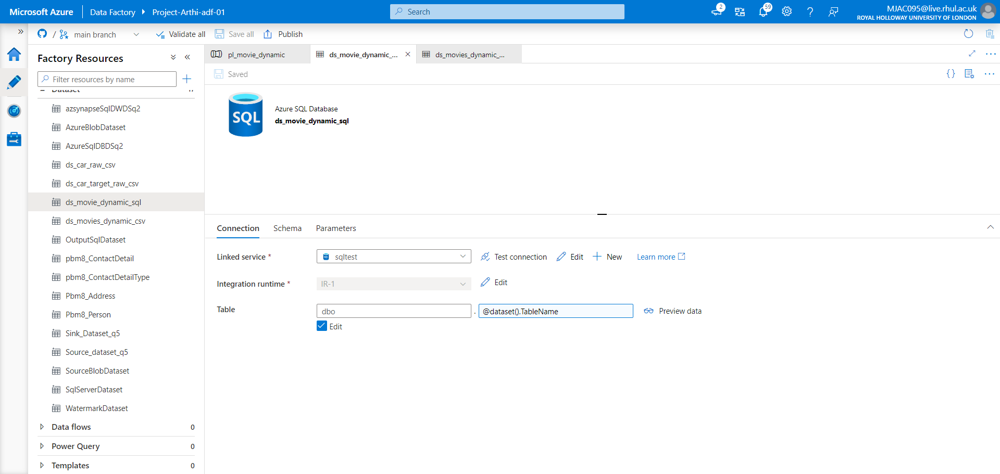 Microsoft Azure
Data Factory
Project-Arthi-adf-01
Search
2
59
MJAC095@live.rhul.ac.uk
ROYAL HOLLOWAY UNIVERSITY OF LONDON
/
main branch
Validate all
Save all
Publish
Factory Resources
Filter resources by name
Dataset 17
azsynapseSqlDWDSq2
AzureBlobDataset
AzureSqlDBDSq2
ds_car_raw_csv
ds_car_target_raw_csv
ds_movie_dynamic_sql
ds_movies_dynamic_csv
OutputSqlDataset
pbm8_ContactDetail
pbm8_ContactDetailType
Pbm8_Address
Pbm8_Person
Sink_Dataset_q5
Source_dataset_q5
SourceBlobDataset
SqlServerDataset
WatermarkDataset
Data flows 0
Power Query 0
Templates 0
pl_movie_dynamic
ds_movie_dynamic_...
ds_movies_dynamic_...
Saved
{}
SQL
Azure SQL Database
ds_movie_dynamic_sql
Connection
Schema
Parameters
Linked service *
sqltest
Test connection
Edit
New
Learn more
Integration runtime *
IR-1
Edit
Table
dbo
.
@dataset().TableName
Preview data
Edit